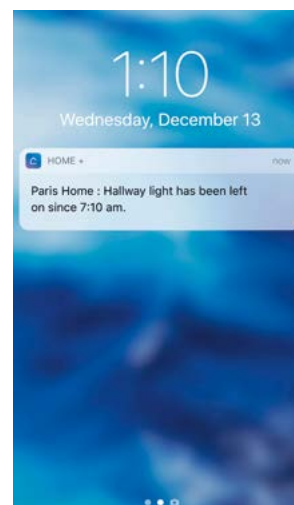 1:10
Wednesday, December 13
C HOME +
now
Paris Home : Hallway light has been left
on since 7:10 am.